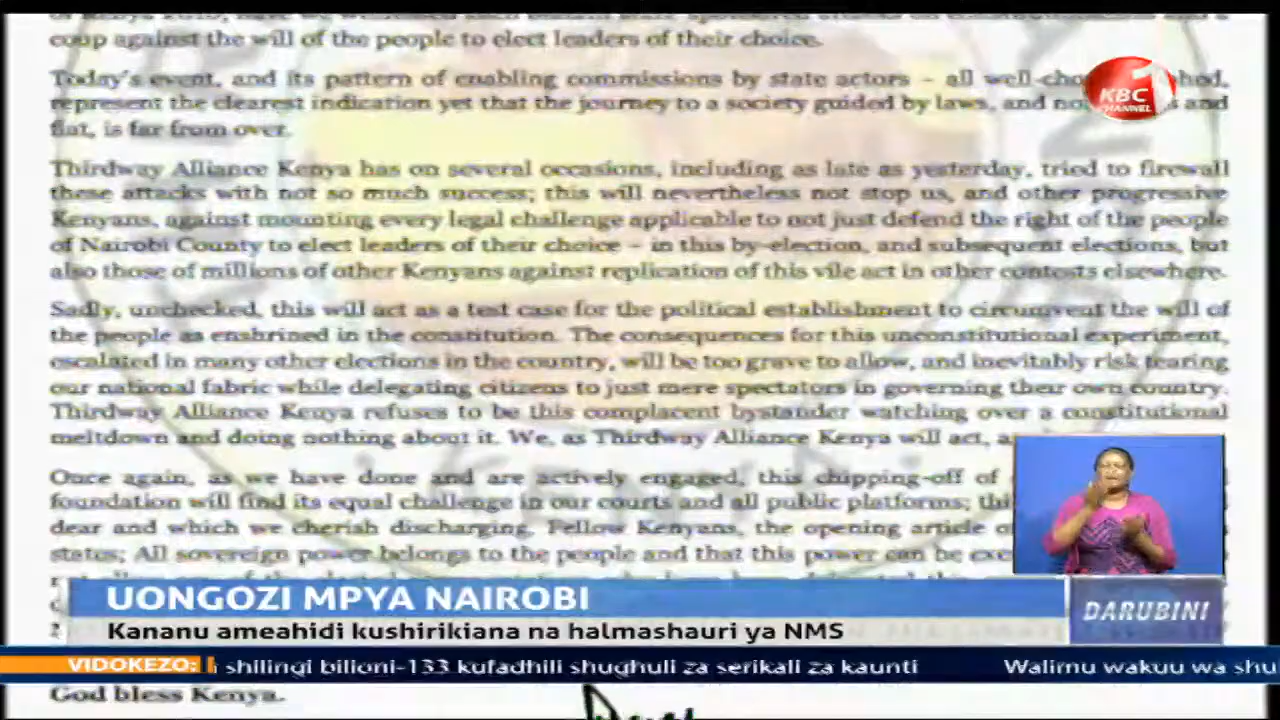 coup against the will of the people to elect leaders of their choice.
Today's event, and its pattern of enabling commissions by state actors – all
represent the clearest indication yet that the journey to a society guided by laws, and and
fiat, is far from over.
Thirdway Alliance Kenya has on several occasions, including as late as yesterday, tried to firewall
these attacks with not so much success; this will nevertheless not stop us, and other progressive
Kenyans, against mounting every legal challenge applicable to not just defend the right of the people
of Nairobi County to elect leaders of their choice – in this by-election, and subsequent elections, but
also those of millions of other Kenyans against replication of this vile act in other contests elsewhere.
Sadly, unchecked, this will act as a test case for the political establishment to circumvent the will of
the people as enshrined in the constitution. The consequences for this unconstitutional experiment,
escalated in many other elections in the country, will be too grave to allow, and inevitably risk tearing
our national fabric while delegating citizens to just mere spectators in governing their own country.
Thirdway Alliance Kenya refuses to be this complacent bystander watching over a constitutional
meltdown and doing nothing about it. We, as Thirdway Alliance Kenya will act,
Once again, as we have done and are actively engaged, this chipping-off of
foundation will find its equal challenge in our courts and all public platforms;
dear and which we cherish discharging. Fellow Kenyans, the opening article
states; All sovereign power belongs to the people and that this power can be
God bless Kenya.
KBC
CHANNEL 1
UONGOZI MPYA NAIROBI
Kananu ameahidi kushirikiana na halmashauri ya NMS
DARUBINI
VIDOKEZO: shilingi bilioni-133 kufadhili shughuli za serikali za kaunti Walimu wakuu wa